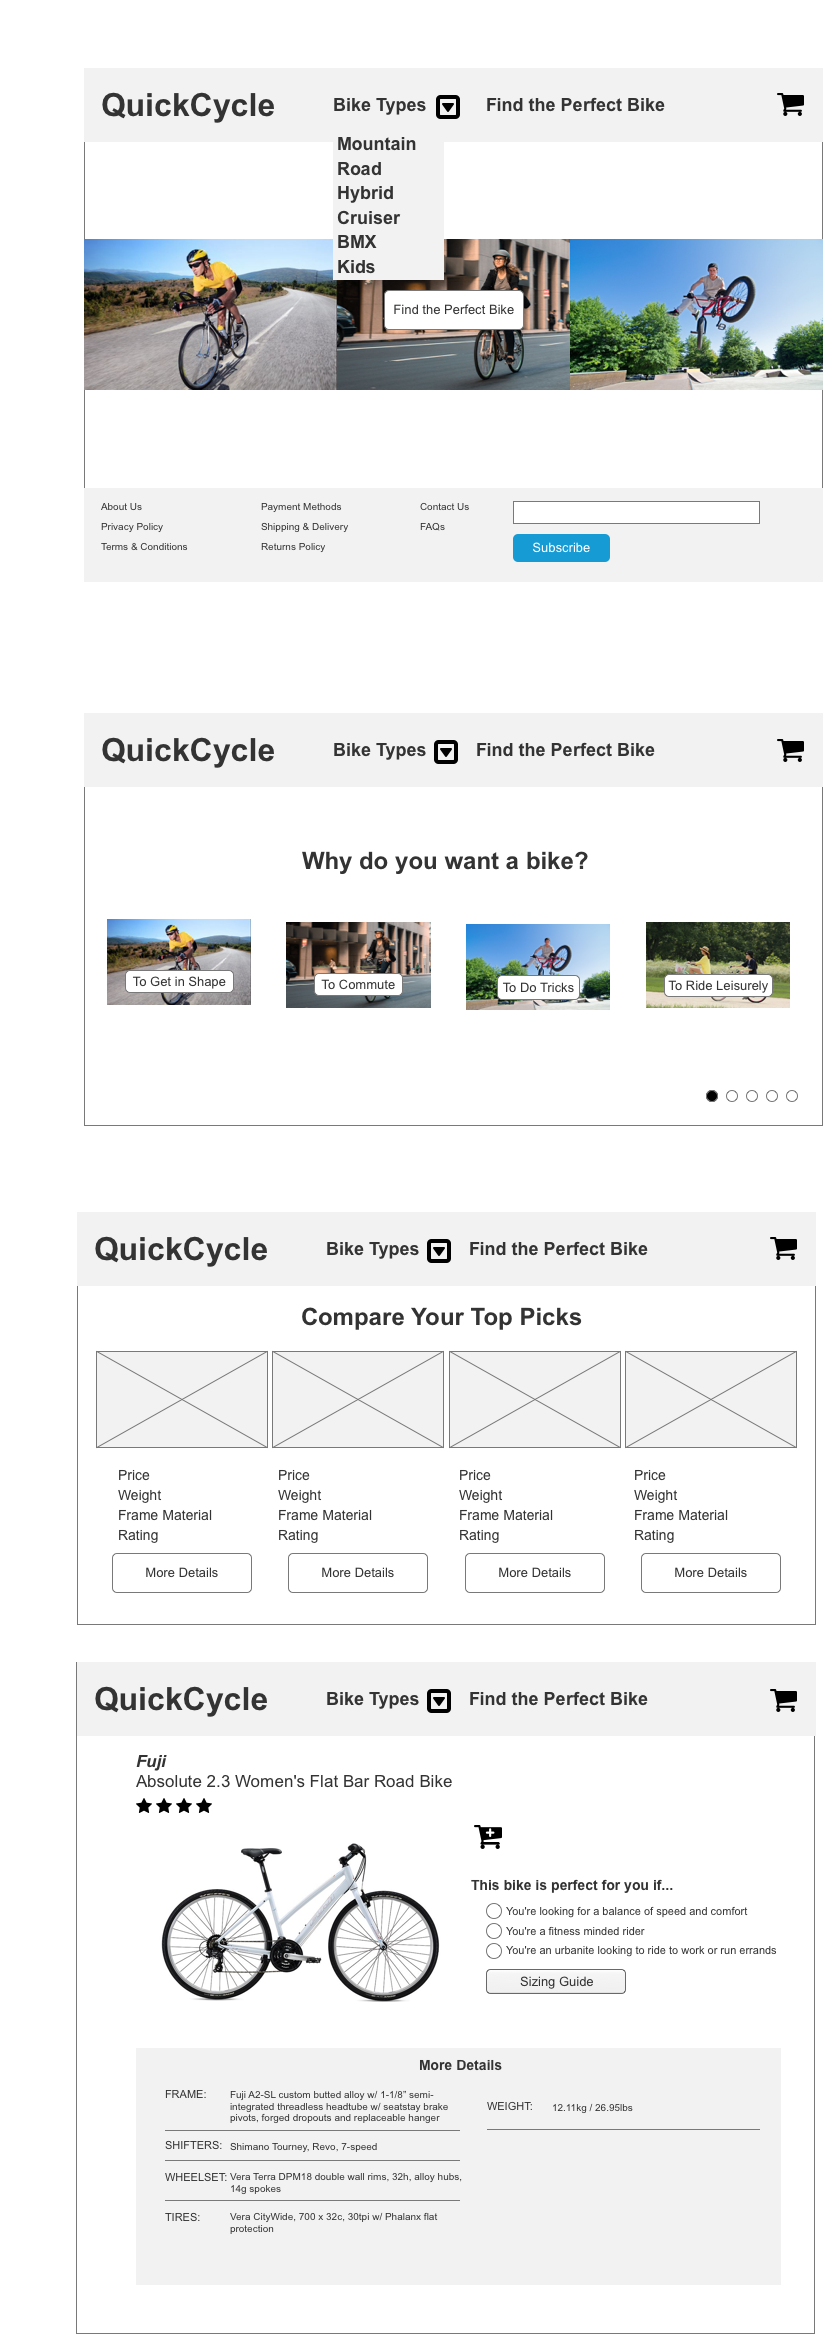 QuickCycle
Bike Types
Find the Perfect Bike
Mountain
Road
Hybrid
Cruiser
BMX
Kids
Find the Perfect Bike
About Us
Privacy Policy
Terms & Conditions
Payment Methods
Shipping & Delivery
Returns Policy
Contact Us
FAQs
Subscribe
QuickCycle
Bike Types
Find the Perfect Bike
Why do you want a bike?
To Get in Shape
To Commute
To Do Tricks
To Ride Leisurely
QuickCycle
Bike Types
Find the Perfect Bike
Compare Your Top Picks
Price
Weight
Frame Material
Rating
More Details
Price
Weight
Frame Material
Rating
More Details
Price
Weight
Frame Material
Rating
More Details
Price
Weight
Frame Material
Rating
More Details
QuickCycle
Bike Types
Find the Perfect Bike
Fuji
Absolute 2.3 Women's Flat Bar Road Bike
This bike is perfect for you if...
You're looking for a balance of speed and comfort
You're a fitness minded rider
You're an urbanite looking to ride to work or run errands
Sizing Guide
More Details
FRAME:
Fuji A2-SL custom butted alloy w/ 1-1/8” semi-
integrated threadless headtube w/ seatstay brake
pivots, forged dropouts and replaceable hanger
SHIFTERS:
Shimano Tourney, Revo, 7-speed
WHEELSET:
Vera Terra DPM18 double wall rims, 32h, alloy hubs,
14g spokes
TIRES:
Vera CityWide, 700 x 32c, 30tpi w/ Phalanx flat
protection
WEIGHT:
12.11kg / 26.95lbs